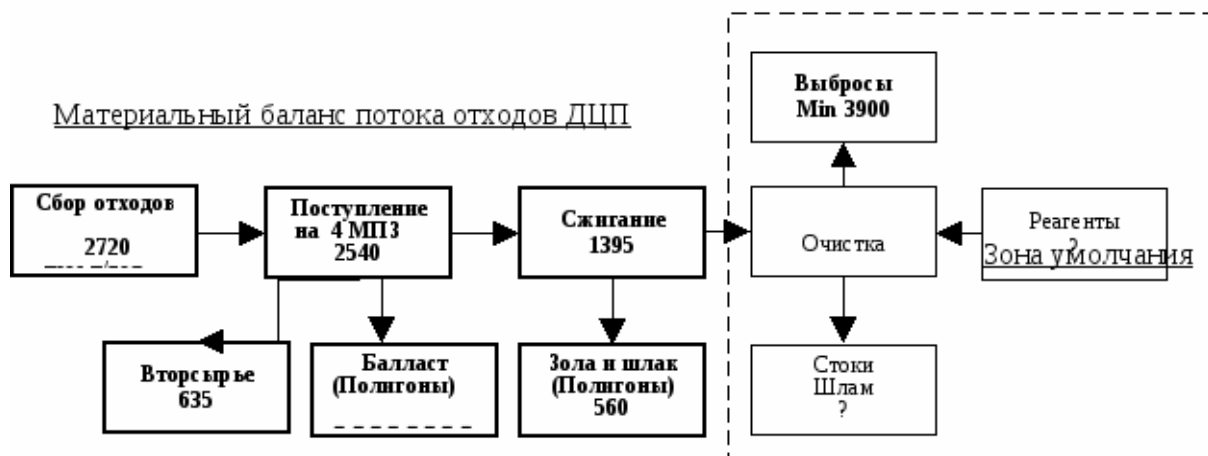 Материальный баланс потока отходов ДЦП
Выбросы
Min 3900
Сбор отходов
2720
Поступление
на 4 МПЗ
2540
Сжигание
1395
Очистка
Реагенты
?
Зона умолчания
Вторсырье
635
Балласт
(Полигоны)
Зола и шлак
(Полигоны)
560
Стоки
Шлам
?